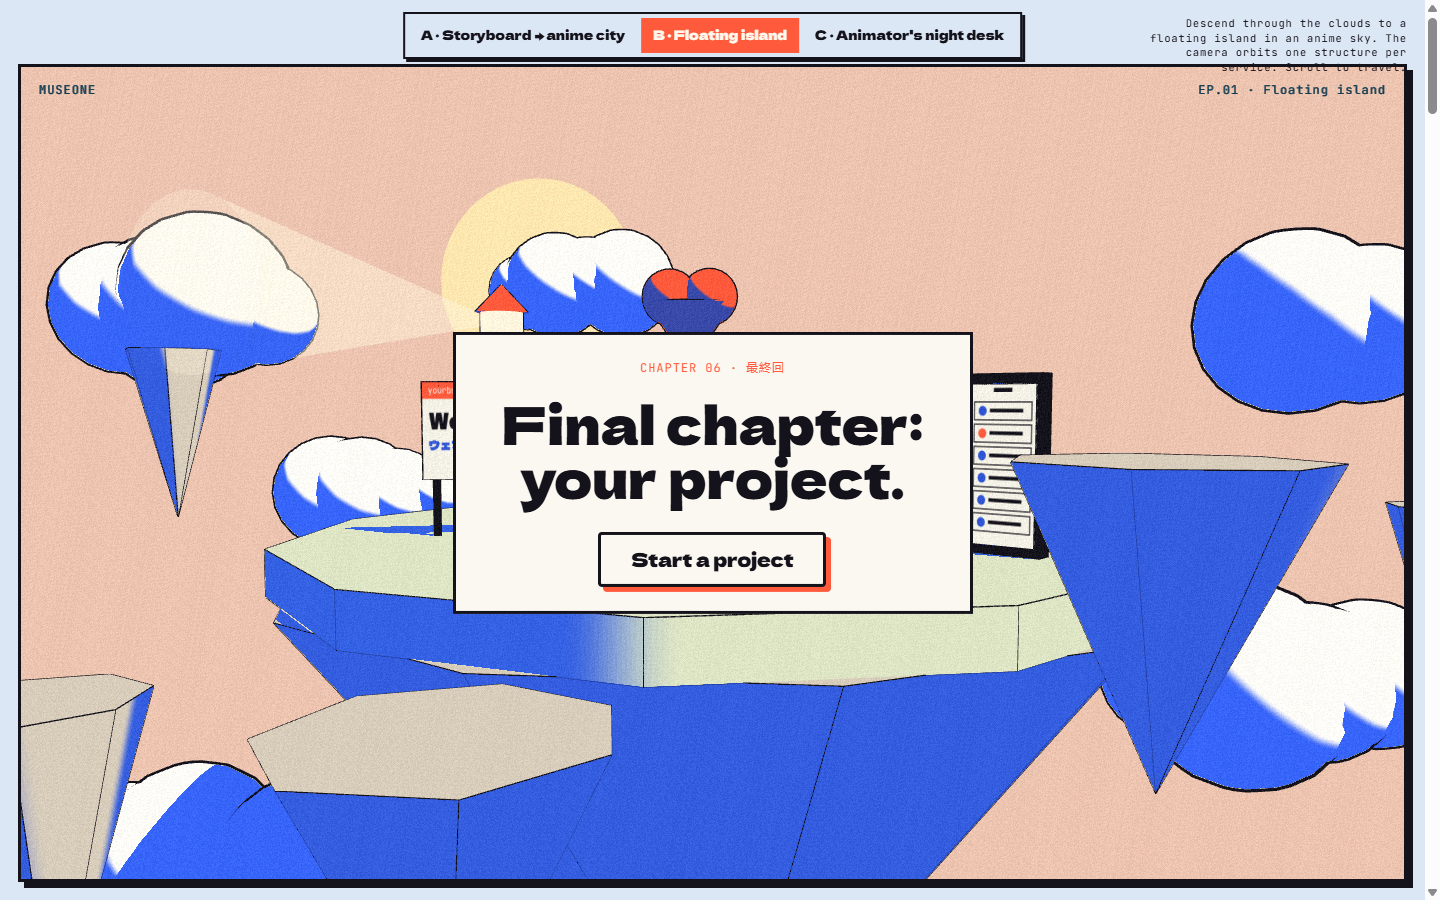 A · Storyboard → anime city
B · Floating island
C · Animator's night desk
Descend through the clouds to a
floating island in an anime sky. The
camera orbits one structure per
service. Scroll to travel.
MUSEONE
EP.01 · Floating island
CHAPTER 06 · 最終回
Final chapter:
your project.
Start a project